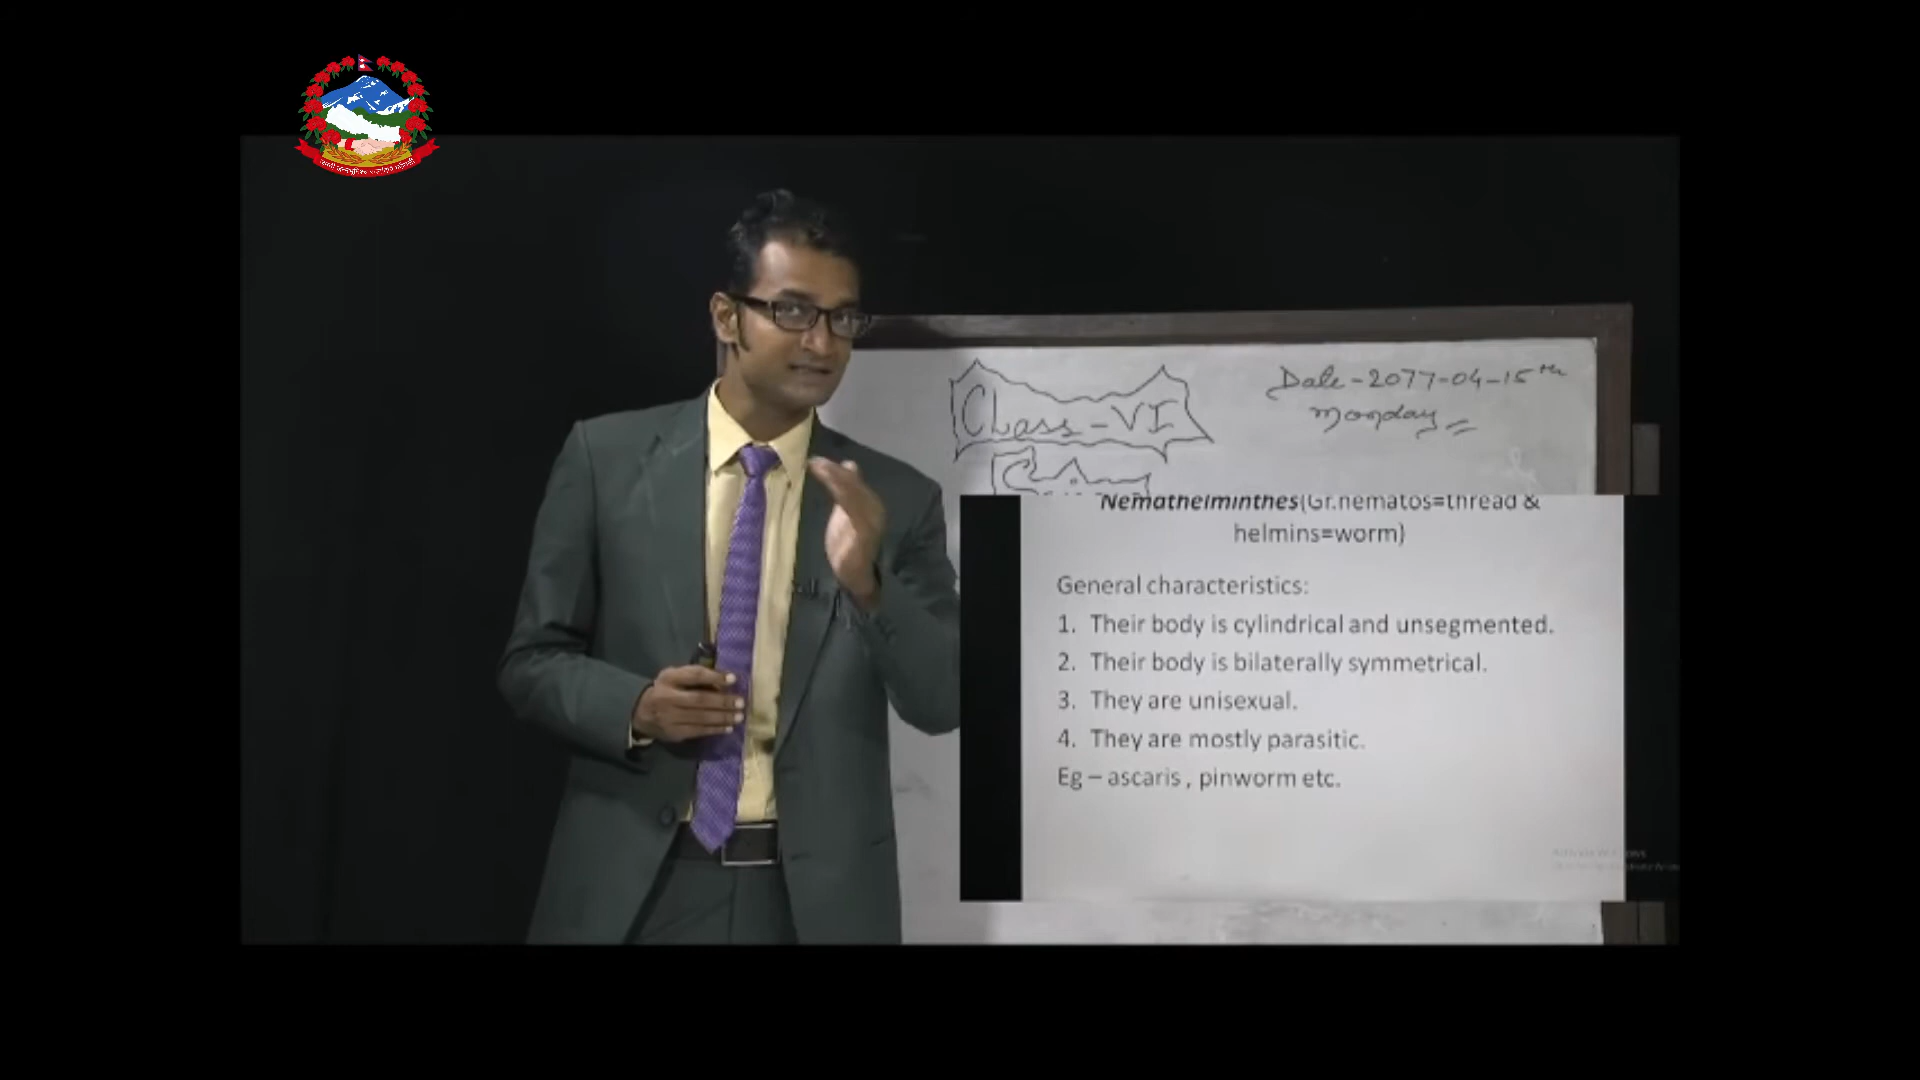 Class-VI
Date-2077-04-15th
Monday
Nemathelminthes(Gr.nematos=thread &
helmins=worm)
General characteristics:
1. Their body is cylindrical and unsegmented.
2. Their body is bilaterally symmetrical.
3. They are unisexual.
4. They are mostly parasitic.
Eg – ascaris , pinworm etc.